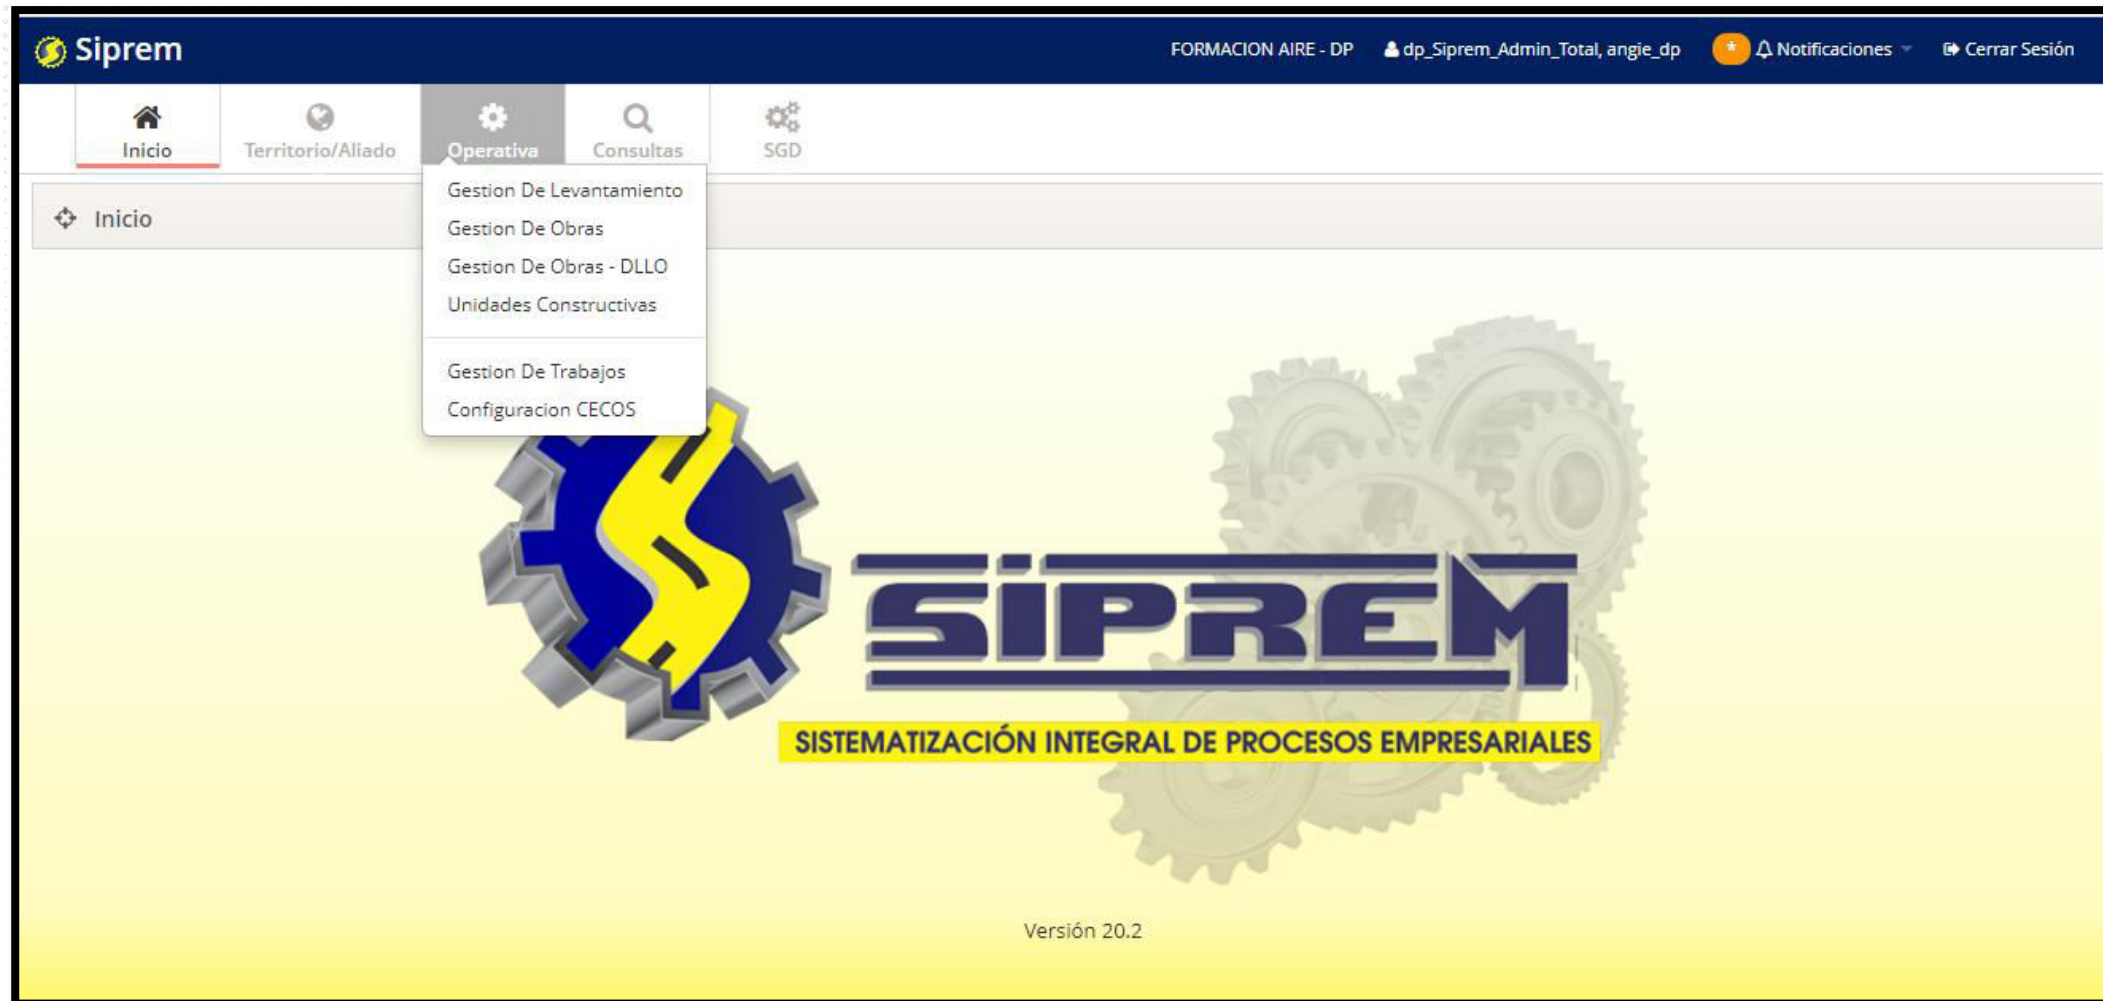 Siprem
FORMACION AIRE - DP
dp_Siprem_Admin_Total, angie_dp
* Notificaciones
Cerrar Sesión
Inicio
Territorio/Aliado
Operativa
Consultas
SGD
Gestion De Levantamiento
Gestion De Obras
Gestion De Obras - DLLO
Unidades Constructivas
Gestion De Trabajos
Configuracion CECOS
Inicio
SIPREM
SISTEMATIZACIÓN INTEGRAL DE PROCESOS EMPRESARIALES
Versión 20.2